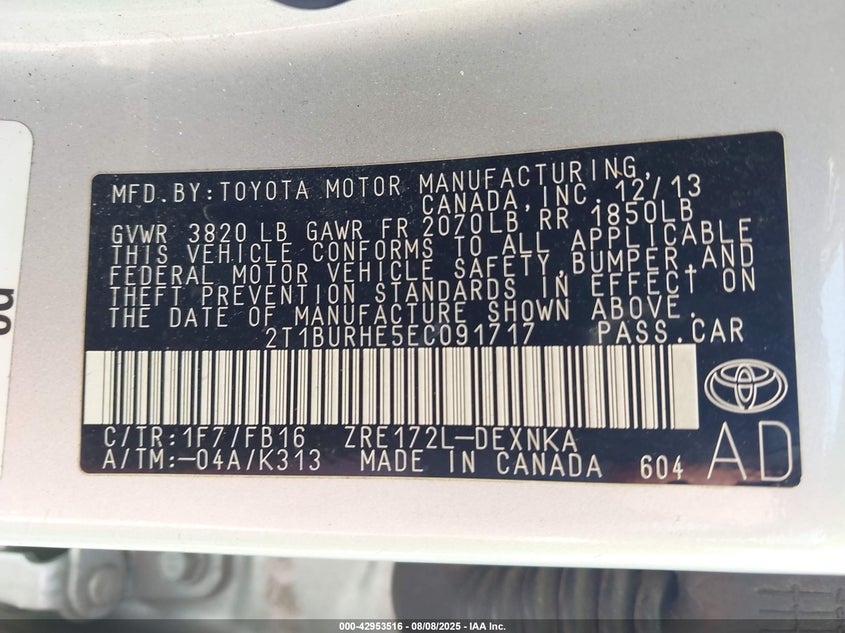 MFD.BY:TOYOTA MOTOR MANUFACTURING,
CANADA,INC. 12/13
GVWR 3820 LB GAWR FR 2070LB RR 1850LB
THIS VEHICLE CONFORMS TO ALL APPLICABLE
FEDERAL MOTOR VEHICLE SAFETY,BUMPER,AND
THEFT PREVENTION STANDARDS IN EFFECT ON
THE DATE OF MANUFACTURE SHOWN ABOVE.
2T1BURHE5EC091717 PASS.CAR
C/TR:1F7/FB16 ZRE172L-DEXNKA
A/TM:-04A/K313 MADE IN CANADA 604 AD
000-42953516 - 08/08/2025 - IAA Inc.